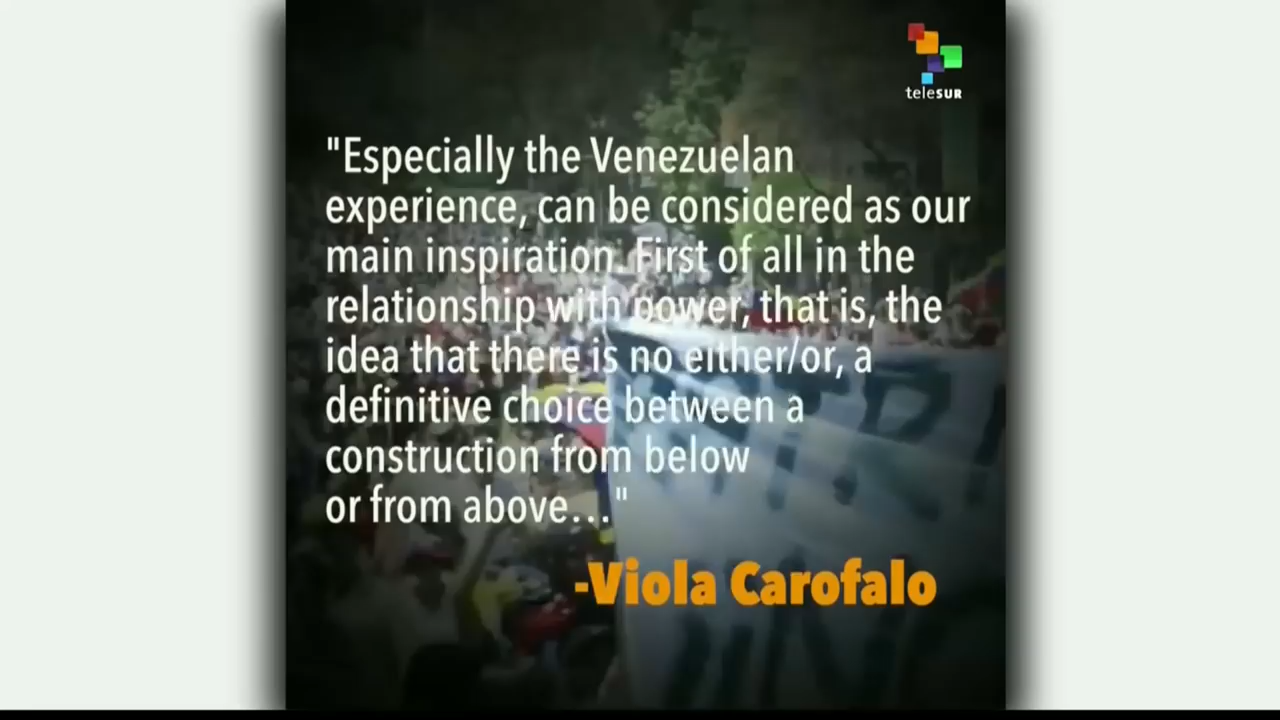 teleSUR
"Especially the Venezuelan
experience, can be considered as our
main inspiration. First of all in the
relationship with power, that is, the
idea that there is no either/or, a
definitive choice between a
construction from below
or from above…"
-Viola Carofalo